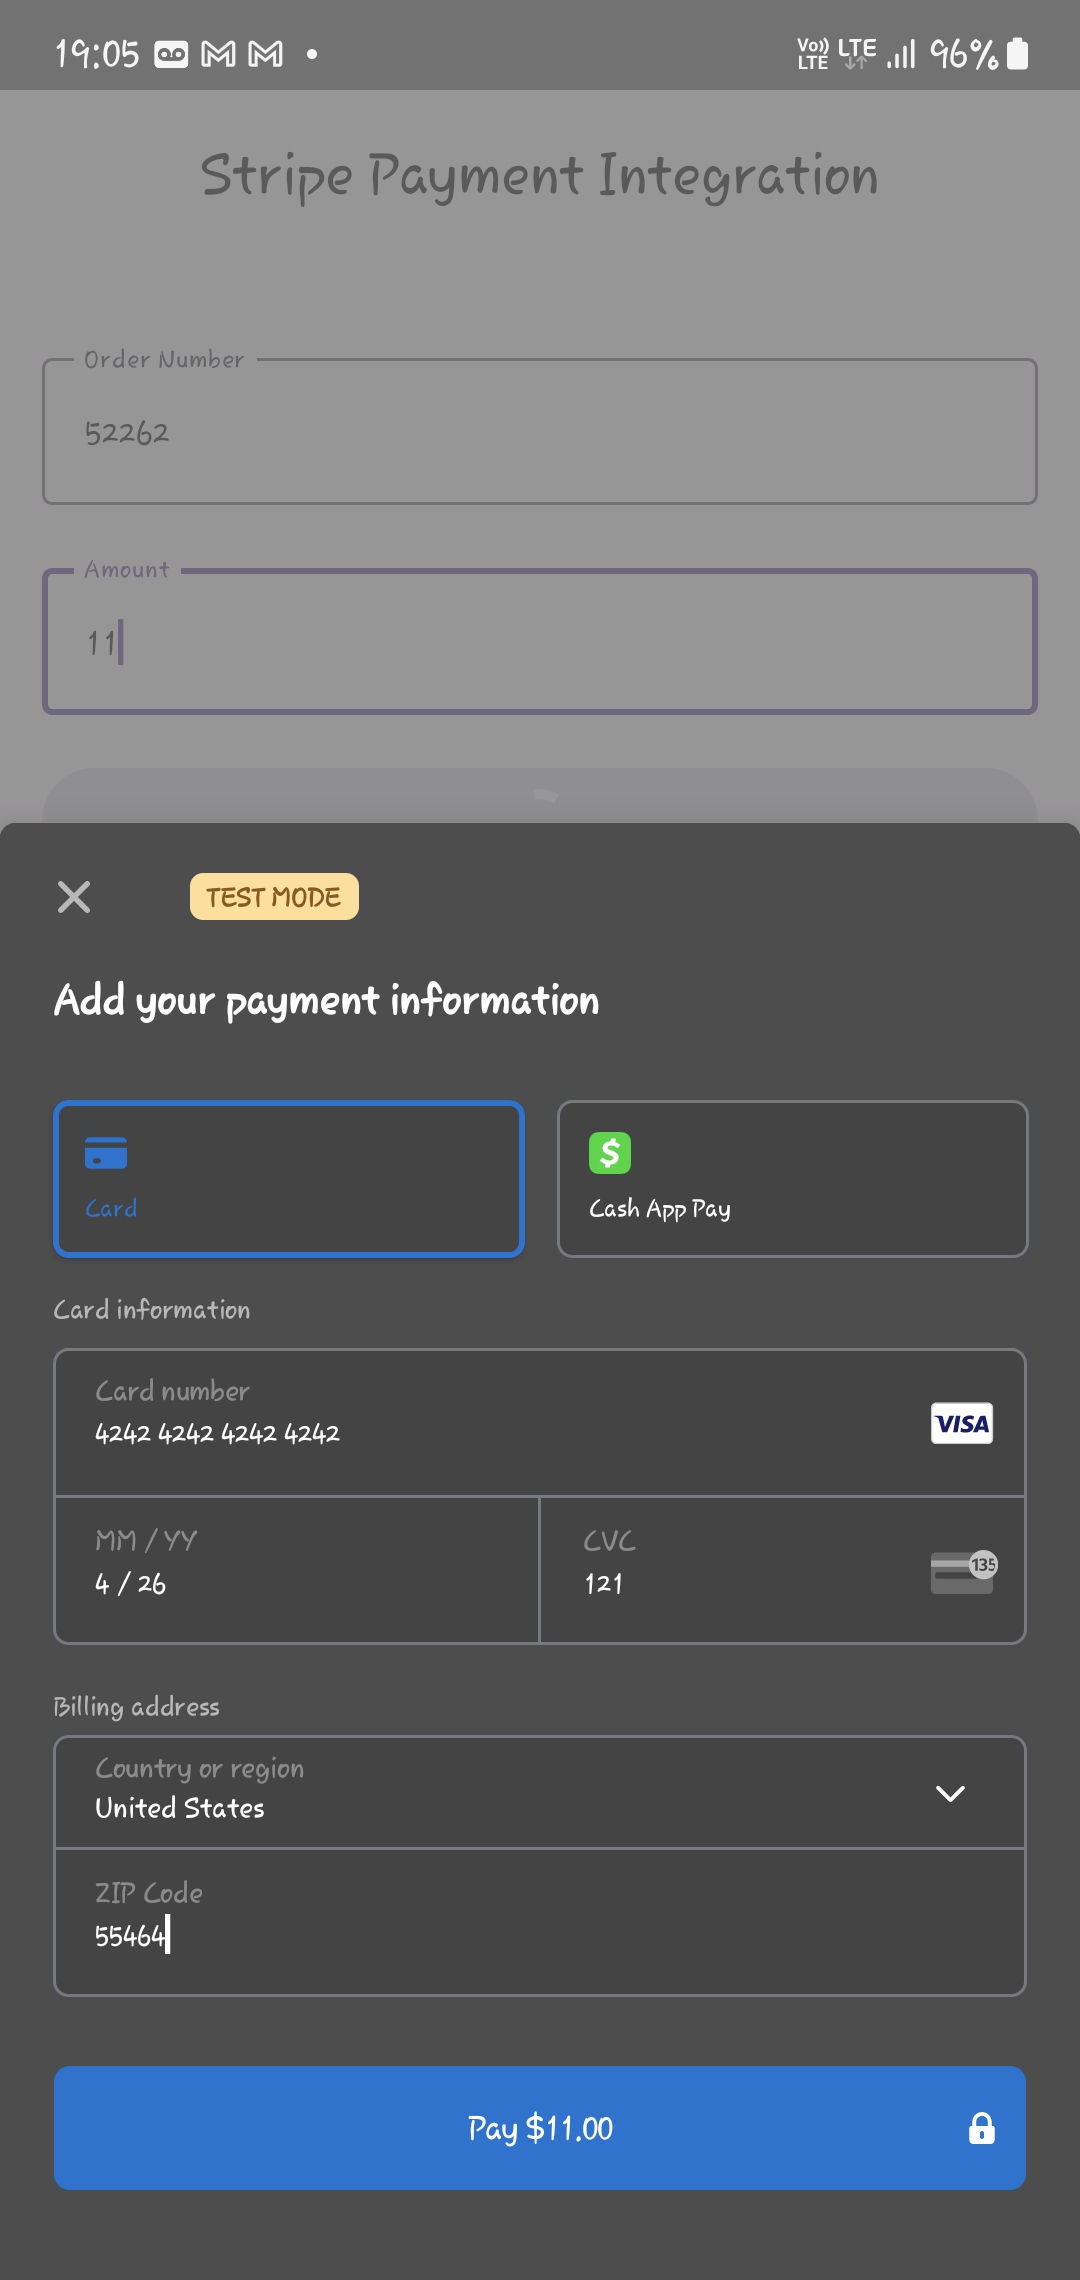 19:05
Vo)) LTE LTE 96%
Stripe Payment Integration
Order Number
52262
Amount
11
TEST MODE
Add your payment information
Card
Cash App Pay
Card information
Card number
4242 4242 4242 4242
VISA
MM / YY
4 / 26
CVC
121
135
Billing address
Country or region
United States
ZIP Code
55464
Pay $11.00